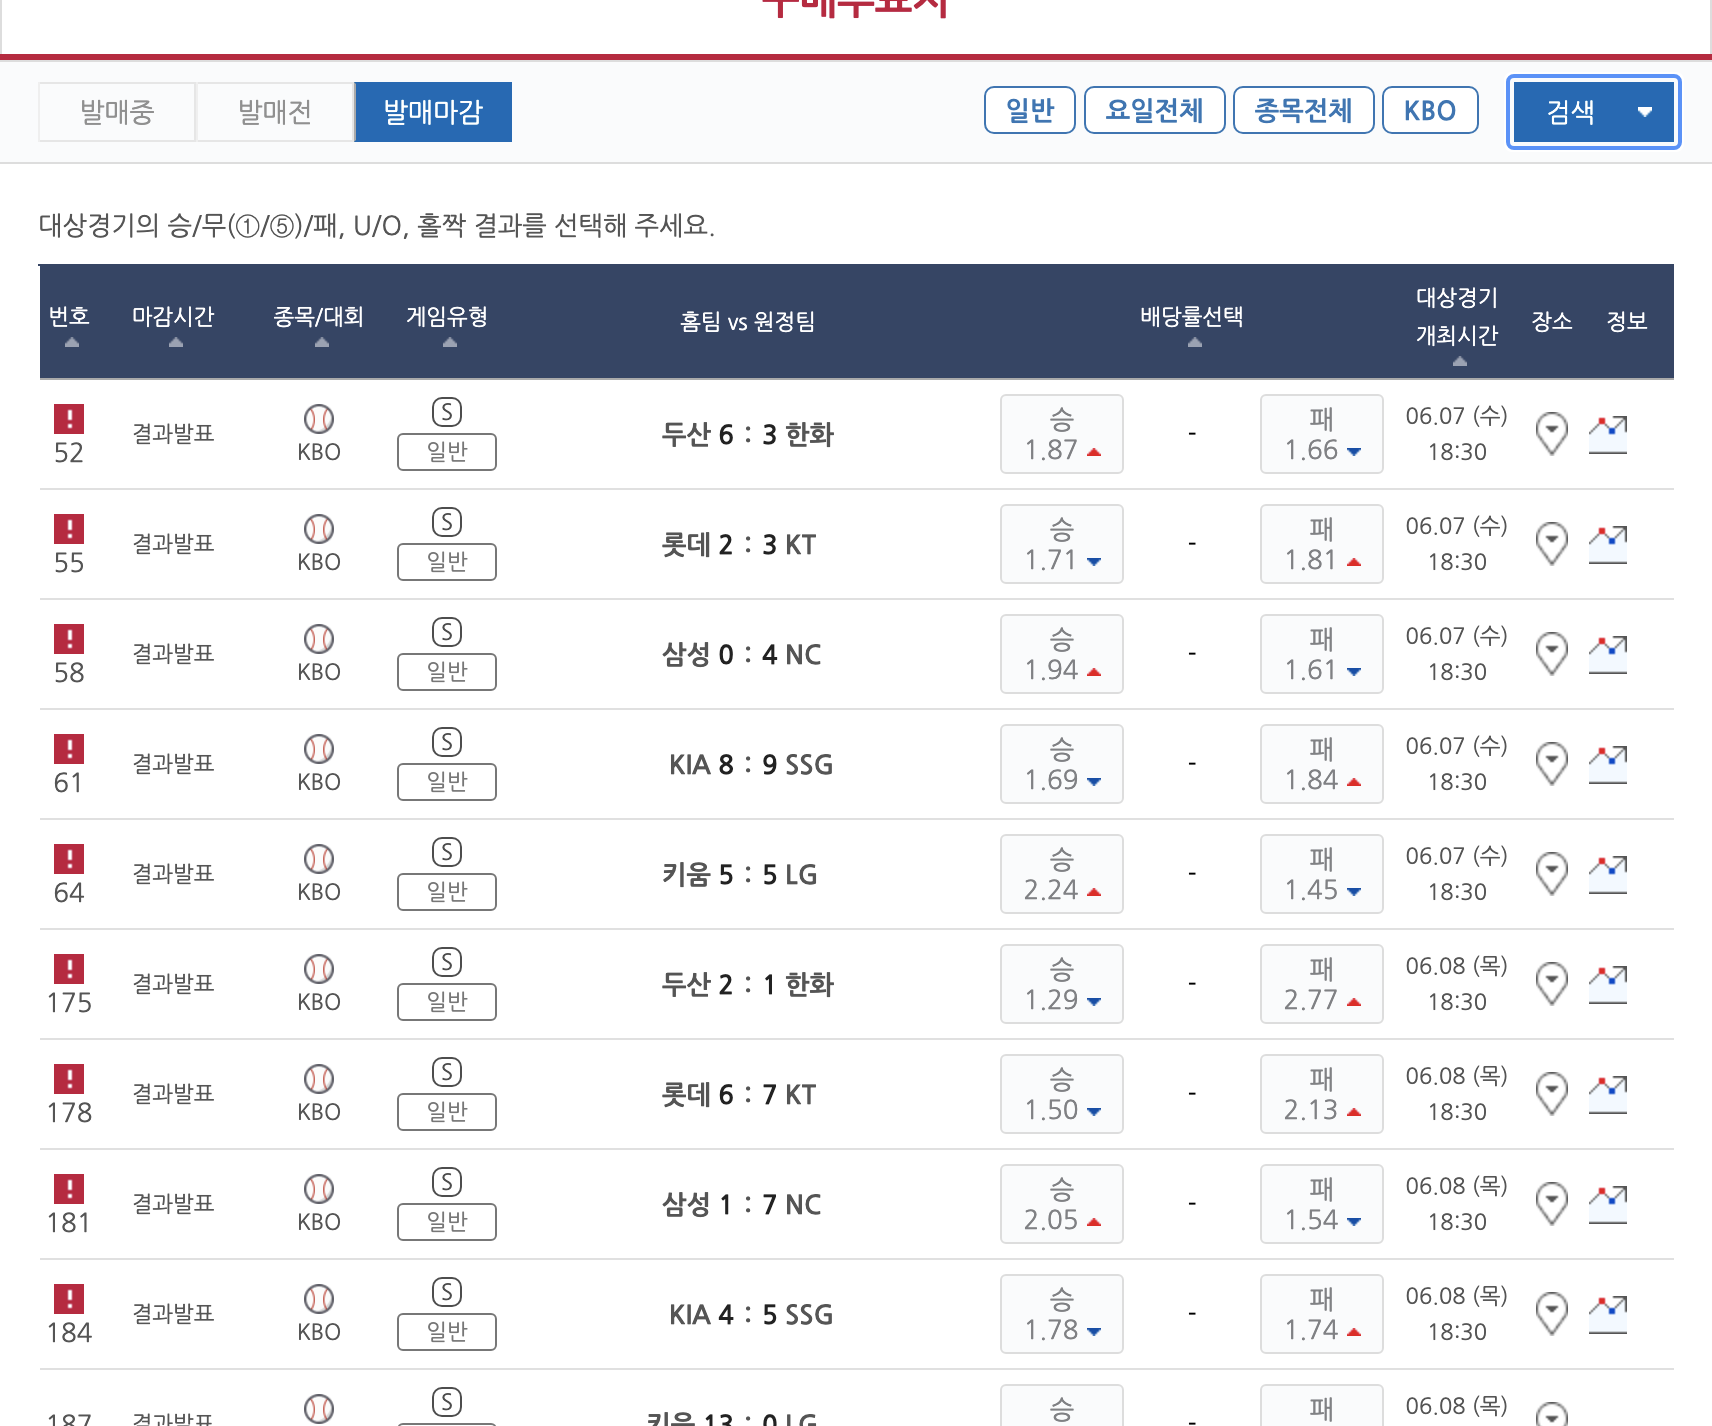 발매중 발매전 발매마감 일반 요일전체 종목전체 KBO 검색
대상경기의 승/무(①/⑤)/패, U/O, 홀짝 결과를 선택해 주세요.
번호 마감시간 종목/대회 게임유형 홈팀 vs 원정팀 배당률선택 대상경기 개최시간 장소 정보
52 결과발표 KBO S 일반 두산 6 : 3 한화 승 1.87 - 패 1.66 06.07 (수) 18:30
55 결과발표 KBO S 일반 롯데 2 : 3 KT 승 1.71 - 패 1.81 06.07 (수) 18:30
58 결과발표 KBO S 일반 삼성 0 : 4 NC 승 1.94 - 패 1.61 06.07 (수) 18:30
61 결과발표 KBO S 일반 KIA 8 : 9 SSG 승 1.69 - 패 1.84 06.07 (수) 18:30
64 결과발표 KBO S 일반 키움 5 : 5 LG 승 2.24 - 패 1.45 06.07 (수) 18:30
175 결과발표 KBO S 일반 두산 2 : 1 한화 승 1.29 - 패 2.77 06.08 (목) 18:30
178 결과발표 KBO S 일반 롯데 6 : 7 KT 승 1.50 - 패 2.13 06.08 (목) 18:30
181 결과발표 KBO S 일반 삼성 1 : 7 NC 승 2.05 - 패 1.54 06.08 (목) 18:30
184 결과발표 KBO S 일반 KIA 4 : 5 SSG 승 1.78 - 패 1.74 06.08 (목) 18:30
187 결과발표 S 키움 13 : 0 LG 승 - 패 06.08 (목)